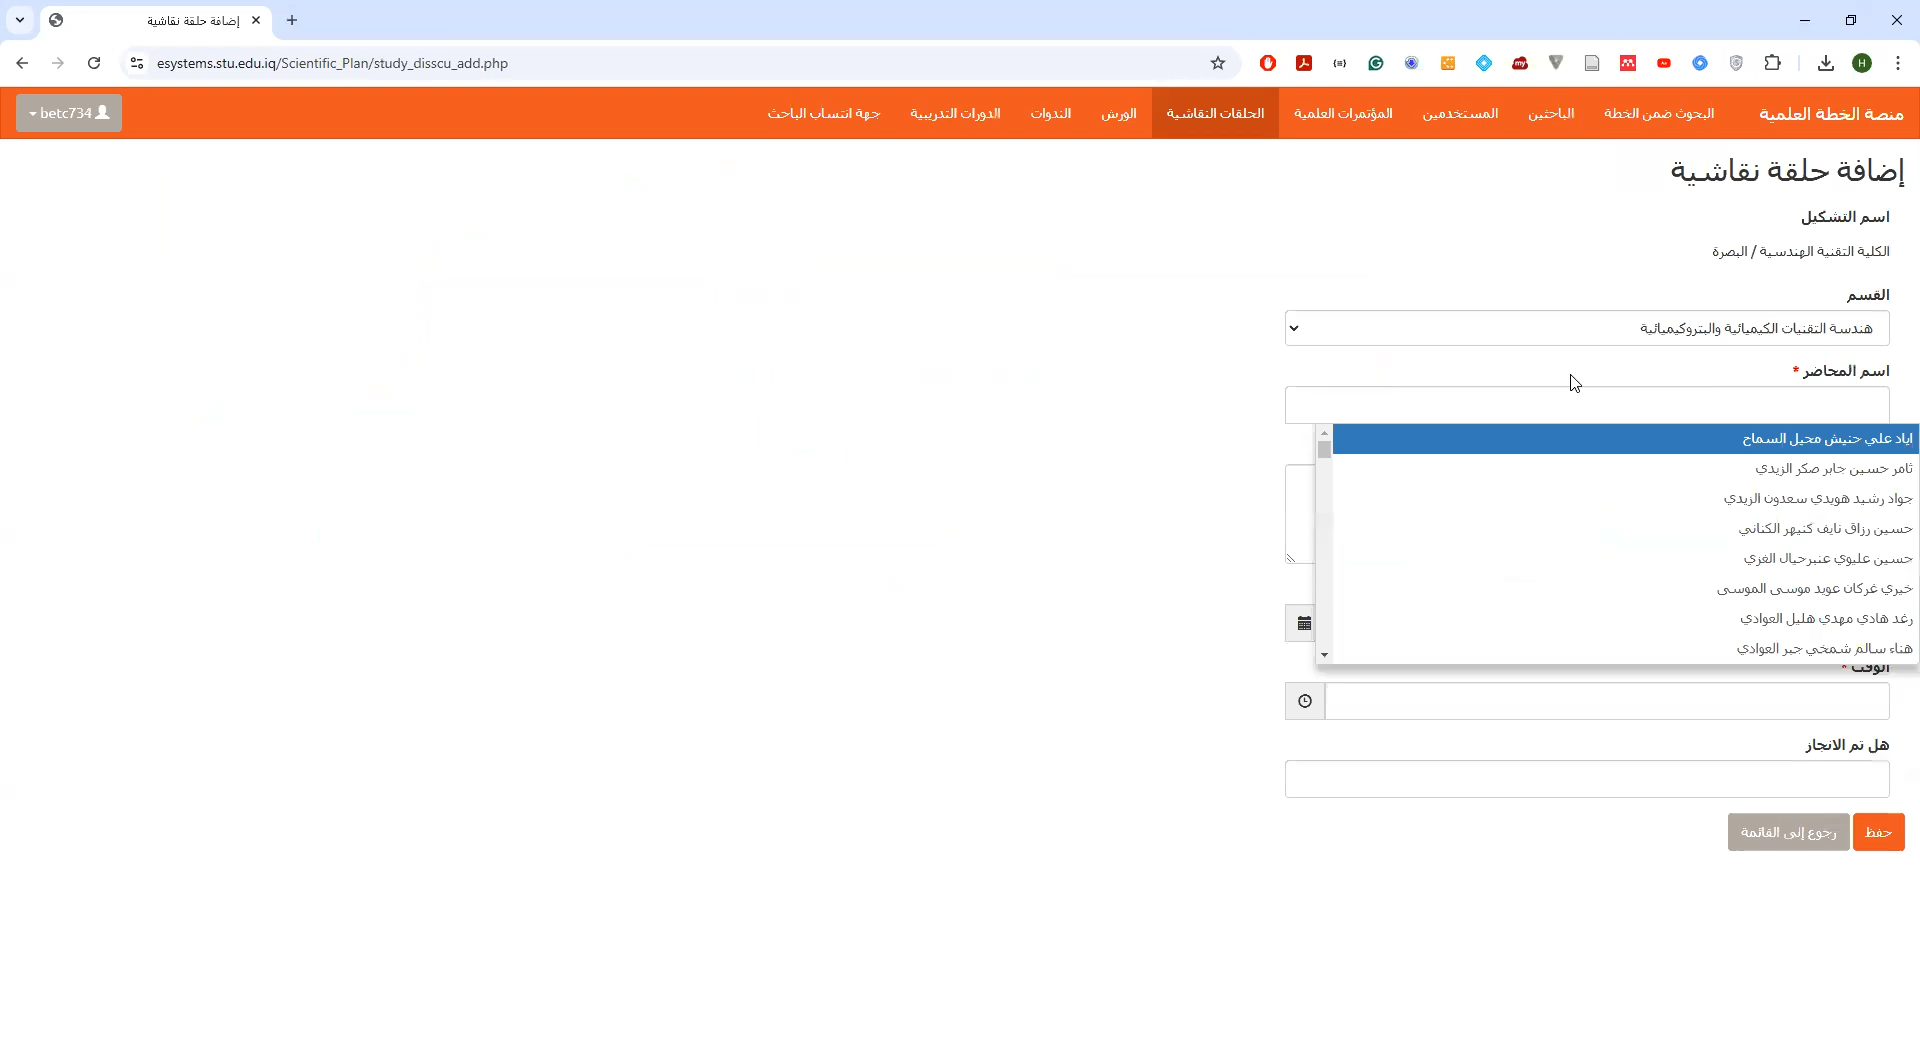 إضافة حلقة نقاشية
esystems.stu.edu.iq/Scientific_Plan/study_disscu_add.php
H
منصة الخطة العلمية
البحوث ضمن الخطة
الباحثين
المستخدمين
المؤتمرات العلمية
الحلقات النقاشية
الورش
الندوات
الدورات التدريبية
جهة انتساب الباحث
betc734
إضافة حلقة نقاشية
اسم التشكيل
الكلية التقنية الهندسية / البصرة
القسم
هندسة التقنيات الكيميائية والبتروكيميائية
اسم المحاضر *
اياد علي حنيش محيل السماح
ثامر حسين جابر صكر الزيدي
جواد رشيد هويدي سعدون الزيدي
حسين رزاق نايف كنيهر الكناني
حسين عليوي عنبرحيال الغزي
خيري غركان عويد موسى الموسى
رغد هادي مهدي هليل العوادي
هناء سالم شمخي جبر العوادي
الوقت *
هل تم الانجاز
حفظ
رجوع إلى القائمة